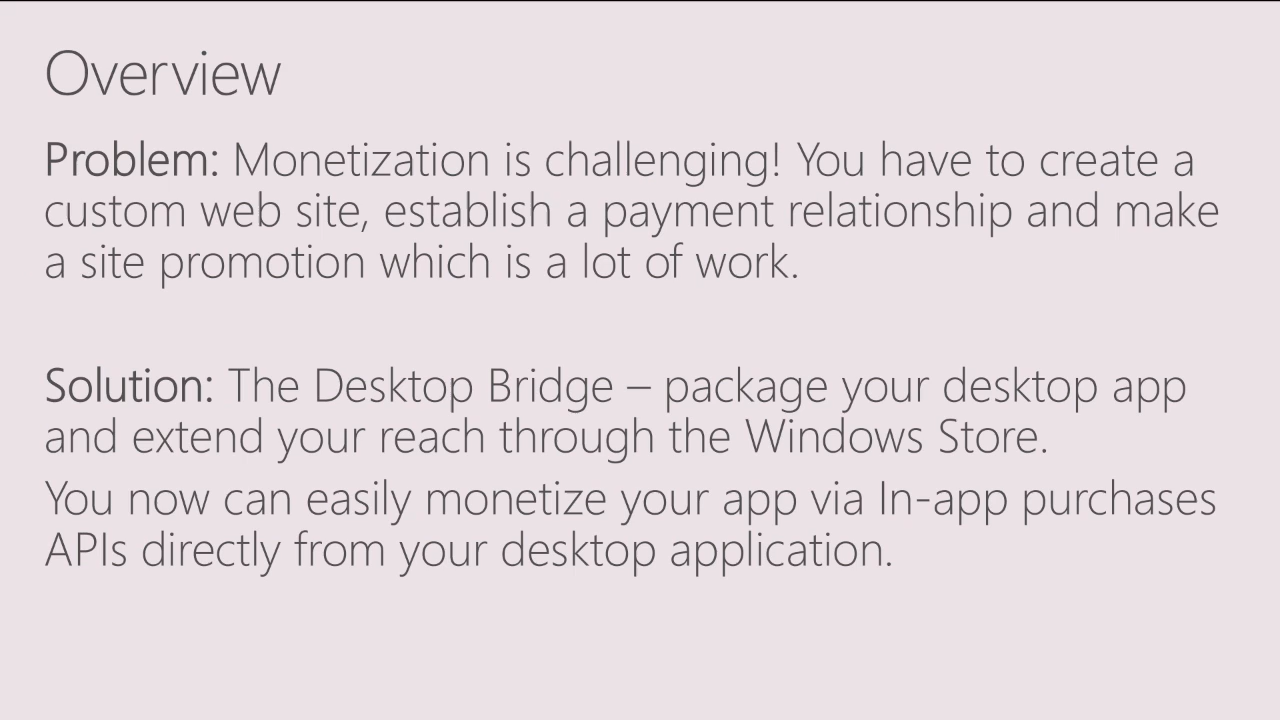 Overview
Problem: Monetization is challenging! You have to create a
custom web site, establish a payment relationship and make
a site promotion which is a lot of work.
Solution: The Desktop Bridge – package your desktop app
and extend your reach through the Windows Store.
You now can easily monetize your app via In-app purchases
APIs directly from your desktop application.